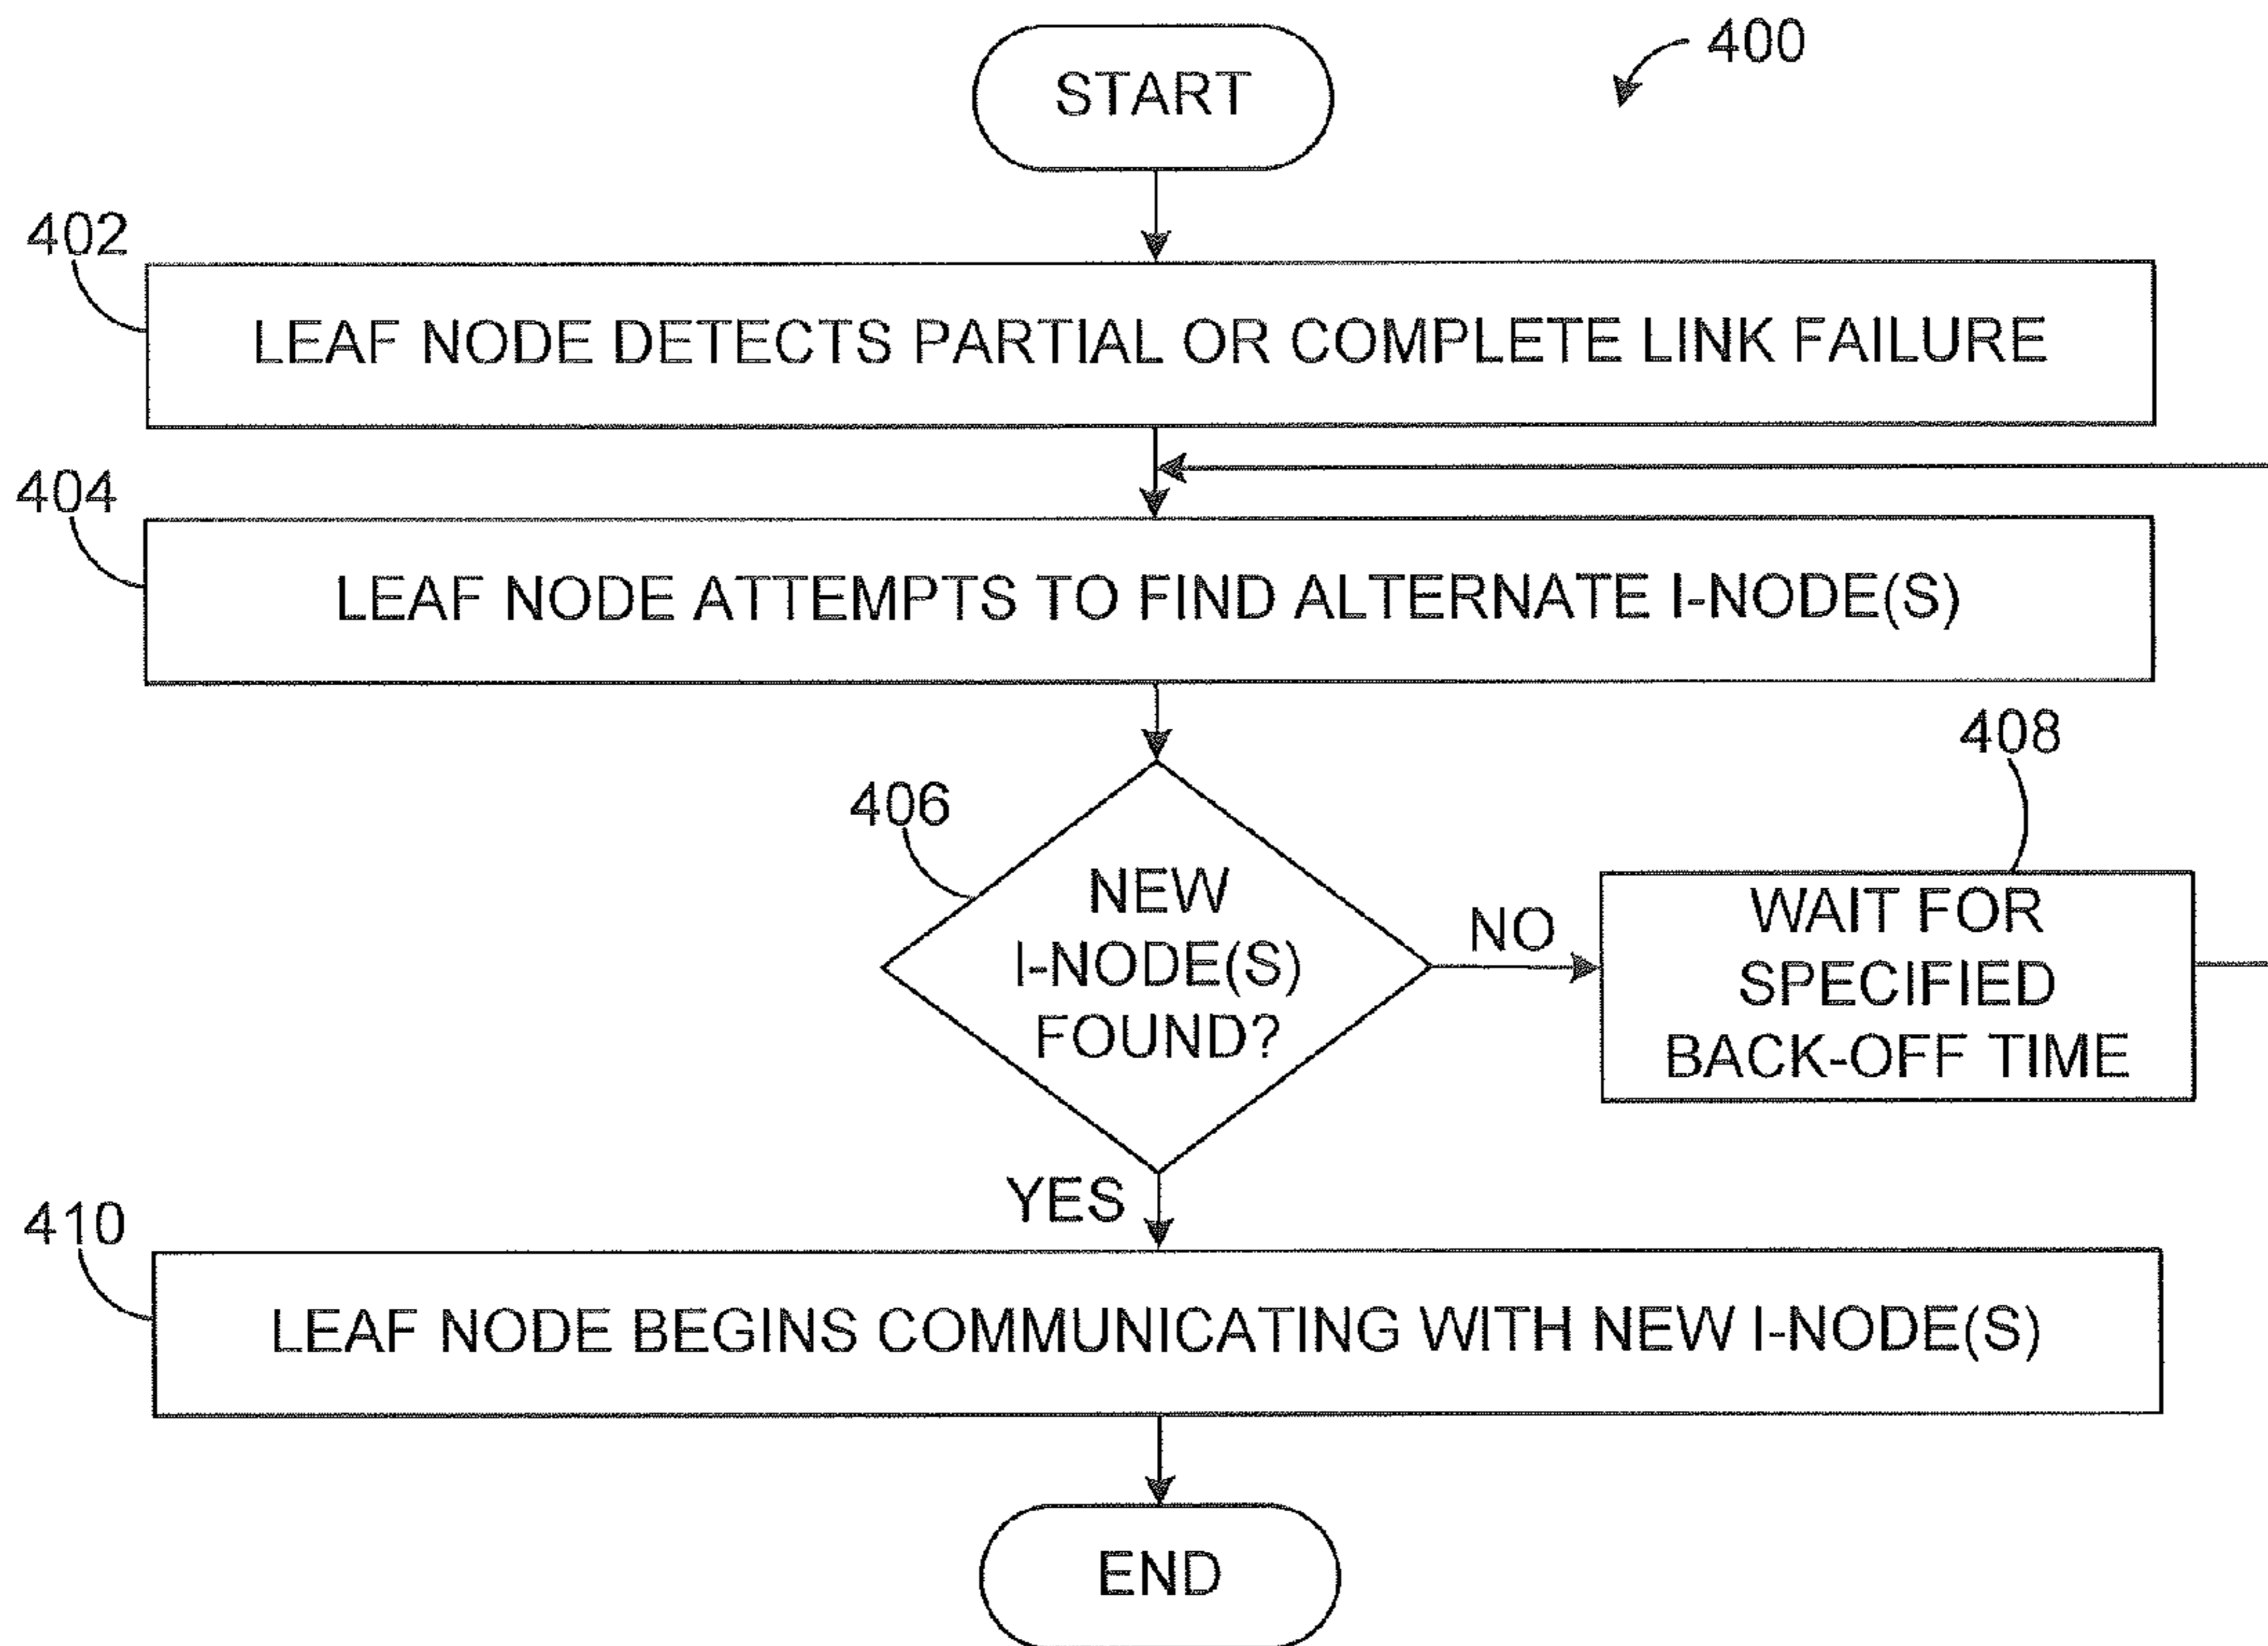 400
START
402
LEAF NODE DETECTS PARTIAL OR COMPLETE LINK FAILURE
404
LEAF NODE ATTEMPTS TO FIND ALTERNATE I-NODE(S)
406
NEW
I-NODE(S)
FOUND?
NO
408
WAIT FOR
SPECIFIED
BACK-OFF TIME
YES
410
LEAF NODE BEGINS COMMUNICATING WITH NEW I-NODE(S)
END